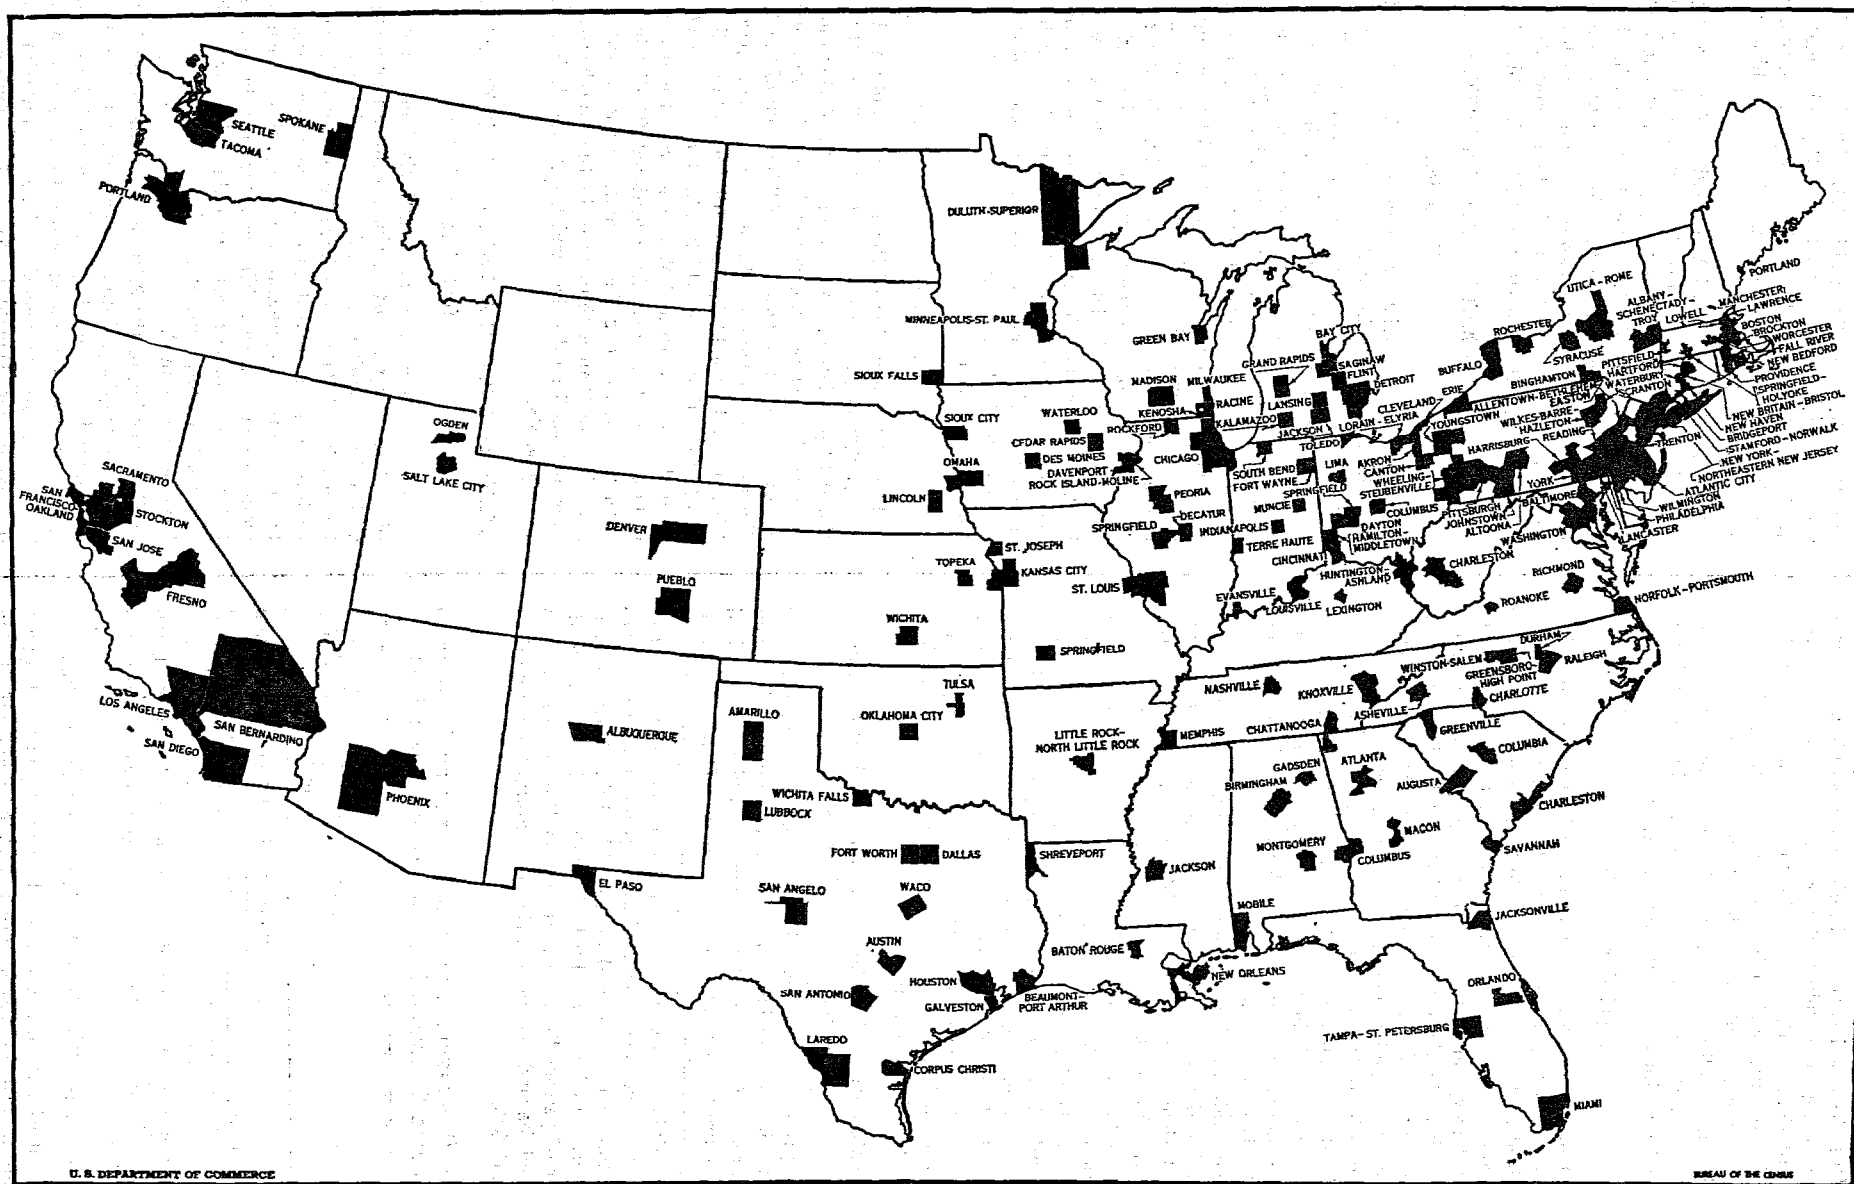 SEATTLE
TACOMA
SPOKANE
PORTLAND
DULUTH-SUPERIOR
MINNEAPOLIS-ST. PAUL
SIOUX FALLS
SIOUX CITY
OMAHA
LINCOLN
OGDEN
SALT LAKE CITY
SACRAMENTO
SAN
FRANCISCO-
OAKLAND
STOCKTON
SAN JOSE
FRESNO
LOS ANGELES
SAN BERNARDINO
SAN DIEGO
PHOENIX
ALBUQUERQUE
DENVER
PUEBLO
TOPEKA
WICHITA
ST. JOSEPH
KANSAS CITY
ST. LOUIS
SPRINGFIELD
TULSA
OKLAHOMA CITY
AMARILLO
LUBBOCK
WICHITA FALLS
FORT WORTH
DALLAS
EL PASO
SAN ANGELO
WACO
AUSTIN
SAN ANTONIO
HOUSTON
GALVESTON
BEAUMONT-
PORT ARTHUR
LAREDO
CORPUS CHRISTI
SHREVEPORT
LITTLE ROCK-
NORTH LITTLE ROCK
MEMPHIS
JACKSON
BATON ROUGE
NEW ORLEANS
MOBILE
GREEN BAY
MADISON
MILWAUKEE
RACINE
KENOSHA
ROCKFORD
WATERLOO
CEDAR RAPIDS
DES MOINES
DAVENPORT
ROCK ISLAND-MOLINE
CHICAGO
PEORIA
DECATUR
SPRINGFIELD
BAY CITY
GRAND RAPIDS
SAGINAW
FLINT
DETROIT
LANSING
KALAMAZOO
JACKSON
TOLEDO
SOUTH BEND
FORT WAYNE
LIMA
SPRINGFIELD
MUNCIE
INDIANAPOLIS
TERRE HAUTE
EVANSVILLE
LOUISVILLE
LEXINGTON
CINCINNATI
COLUMBUS
DAYTON
HAMILTON-
MIDDLETOWN
HUNTINGTON-
ASHLAND
CHARLESTON
CLEVELAND
LORAIN-ELYRIA
AKRON
CANTON
WHEELING-
STEUBENVILLE
YOUNGSTOWN
ERIE
BUFFALO
ROCHESTER
SYRACUSE
UTICA-ROME
ALBANY-
SCHENECTADY-
TROY
BINGHAMTON
PORTLAND
MANCHESTER
LAWRENCE
LOWELL
BOSTON
BROCKTON
WORCESTER
FALL RIVER
NEW BEDFORD
PITTSFIELD
HARTFORD
WATERBURY
PROVIDENCE
SPRINGFIELD-
HOLYOKE
NEW BRITAIN-BRISTOL
NEW HAVEN
BRIDGEPORT
STAMFORD-NORWALK
NEW YORK-
NORTHEASTERN NEW JERSEY
ALLENTOWN-BETHLEHEM
EASTON
SCRANTON
WILKES-BARRE-
HAZLETON
READING
HARRISBURG
TRENTON
ATLANTIC CITY
WILMINGTON
PHILADELPHIA
LANCASTER
YORK
BALTIMORE
PITTSBURGH
JOHNSTOWN
ALTOONA
WASHINGTON
RICHMOND
ROANOKE
NORFOLK-PORTSMOUTH
DURHAM
WINSTON-SALEM
GREENSBORO-
HIGH POINT
RALEIGH
CHARLOTTE
ASHEVILLE
NASHVILLE
KNOXVILLE
CHATTANOOGA
GREENVILLE
COLUMBIA
CHARLESTON
GADSDEN
BIRMINGHAM
ATLANTA
AUGUSTA
MONTGOMERY
COLUMBUS
MACON
SAVANNAH
JACKSONVILLE
ORLANDO
TAMPA-ST. PETERSBURG
MIAMI
U. S. DEPARTMENT OF COMMERCE
BUREAU OF THE CENSUS